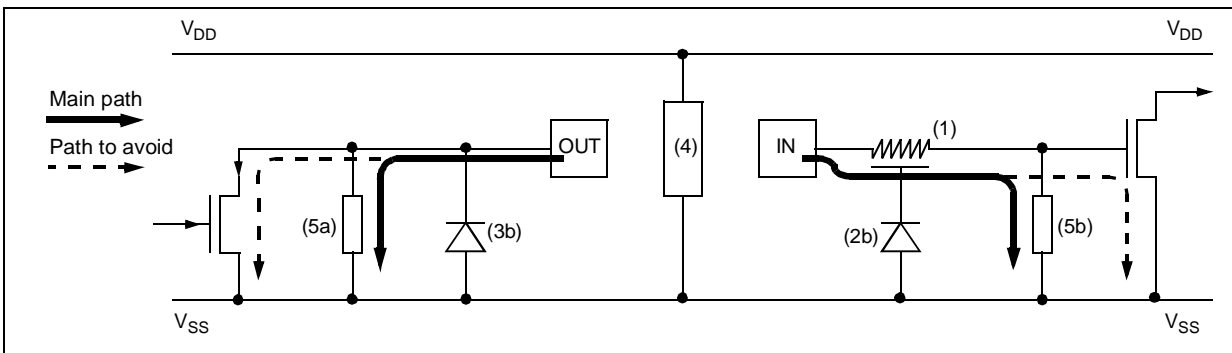 VDD VDD
Main path
Path to avoid
OUT (4) IN (1)
(5a) (3b) (2b) (5b)
VSS VSS